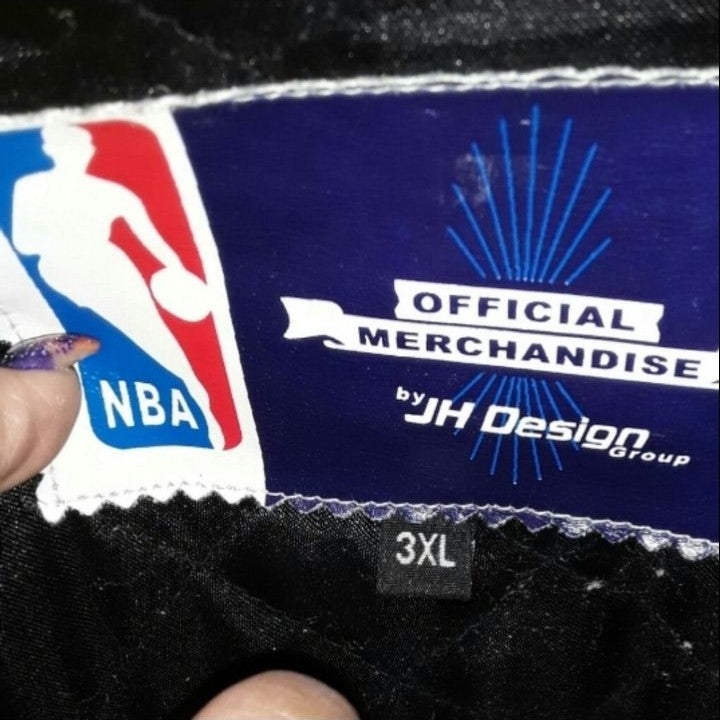 NBA
OFFICIAL
MERCHANDISE
by
JH Design
Group
3XL